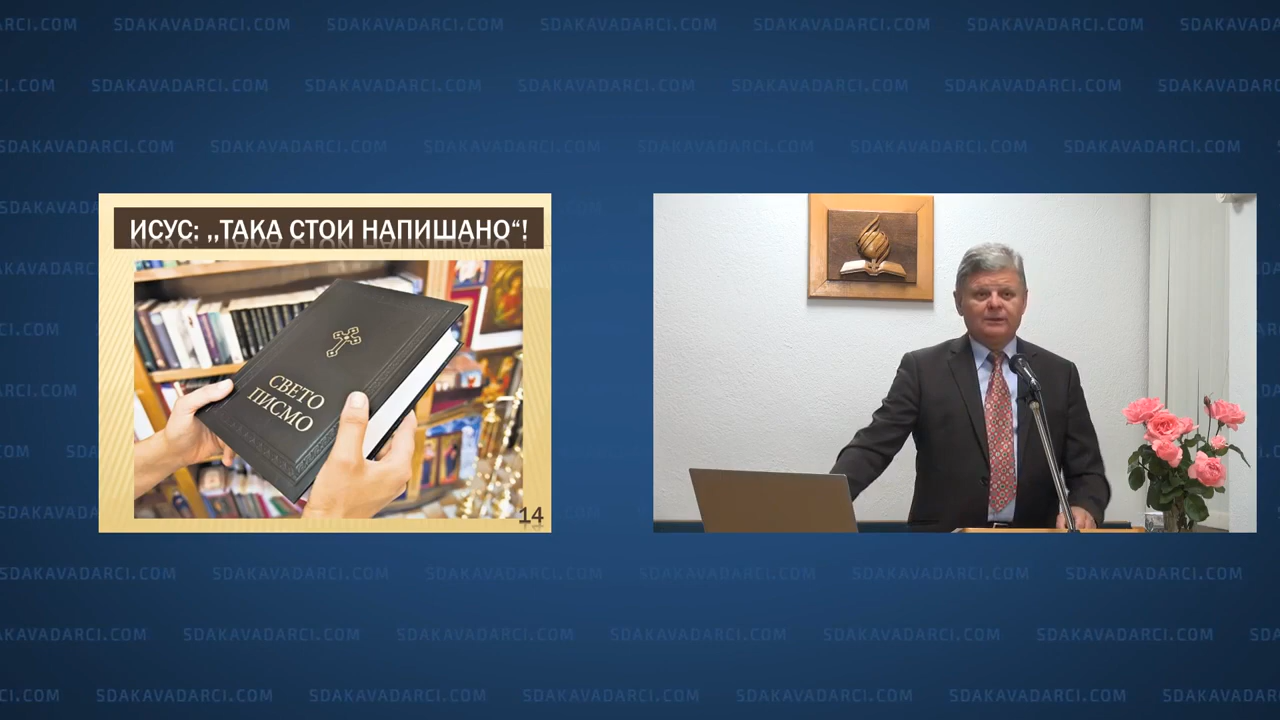 SDAKAVADARCI.COM
ИСУС: ,,ТАКА СТОИ НАПИШАНО“!
СВЕТО
ПИСМО
14